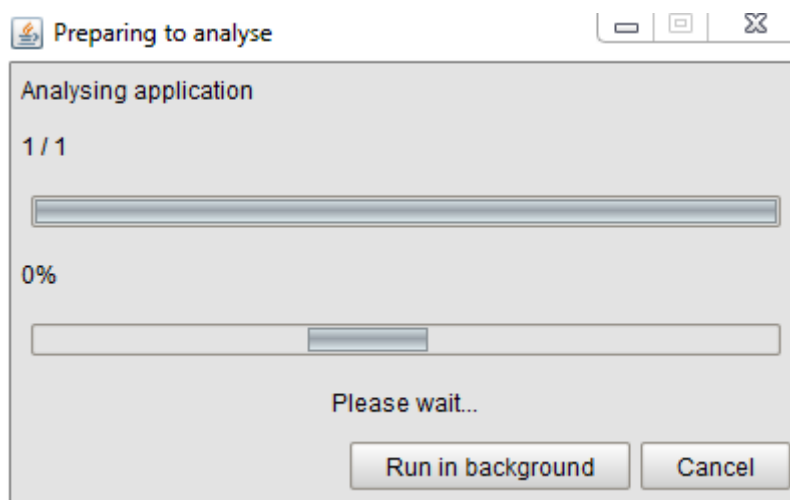 Preparing to analyse
Analysing application
1 / 1
0%
Please wait...
Run in background
Cancel